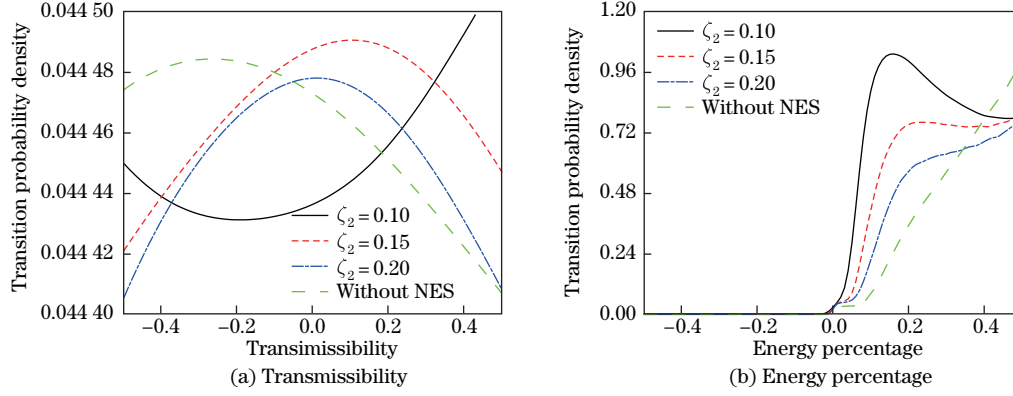 0.044 50
0.044 48
0.044 46
0.044 44
0.044 42
0.044 40
Transition probability density
ζ2 = 0.10
ζ2 = 0.15
ζ2 = 0.20
Without NES
−0.4 −0.2 0.0 0.2 0.4
Transimissibility
(a) Transmissibility
1.20
0.96
0.72
0.48
0.24
0.00
Transition probability density
ζ2 = 0.10
ζ2 = 0.15
ζ2 = 0.20
Without NES
−0.4 −0.2 0.0 0.2 0.4
Energy percentage
(b) Energy percentage